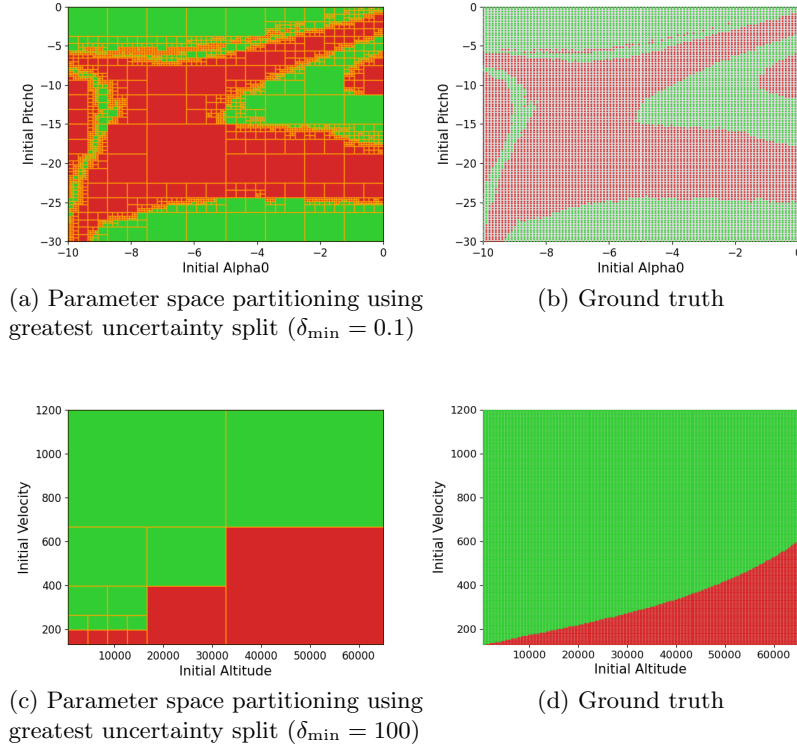 0
−5
−10
−15
−20
−25
−30
Initial Pitch0
−10 −8 −6 −4 −2 0
Initial Alpha0
0
−5
−10
−15
−20
−25
−30
Initial Pitch0
−10 −8 −6 −4 −2 0
Initial Alpha0
(a) Parameter space partitioning using
greatest uncertainty split (δmin = 0.1)
(b) Ground truth
1200
1000
800
600
400
200
Initial Velocity
10000 20000 30000 40000 50000 60000
Initial Altitude
1200
1000
800
600
400
200
Initial Velocity
10000 20000 30000 40000 50000 60000
Initial Altitude
(c) Parameter space partitioning using
greatest uncertainty split (δmin = 100)
(d) Ground truth